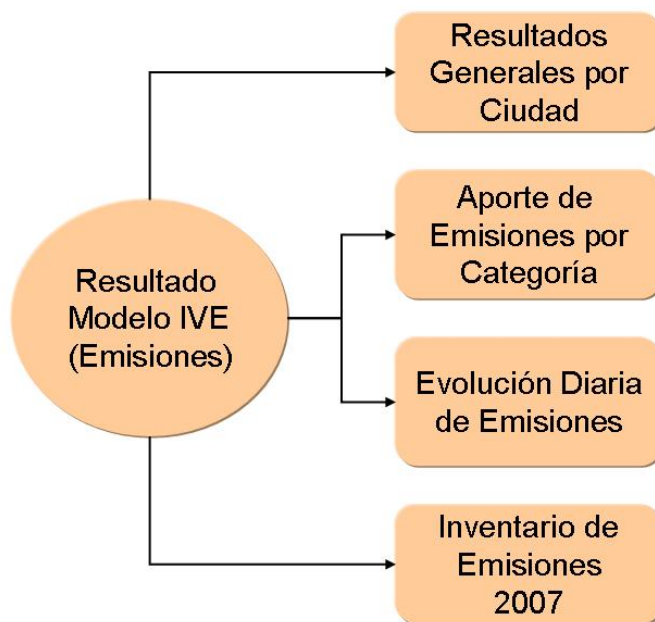 Resultados
Generales por
Ciudad
Aporte de
Emisiones por
Categoría
Resultado
Modelo IVE
(Emisiones)
Evolución Diaria
de Emisiones
Inventario de
Emisiones
2007